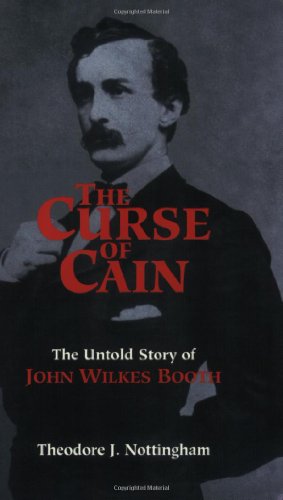 THE
CURSE
OF
CAIN
The Untold Story of
JOHN WILKES BOOTH
Theodore J. Nottingham